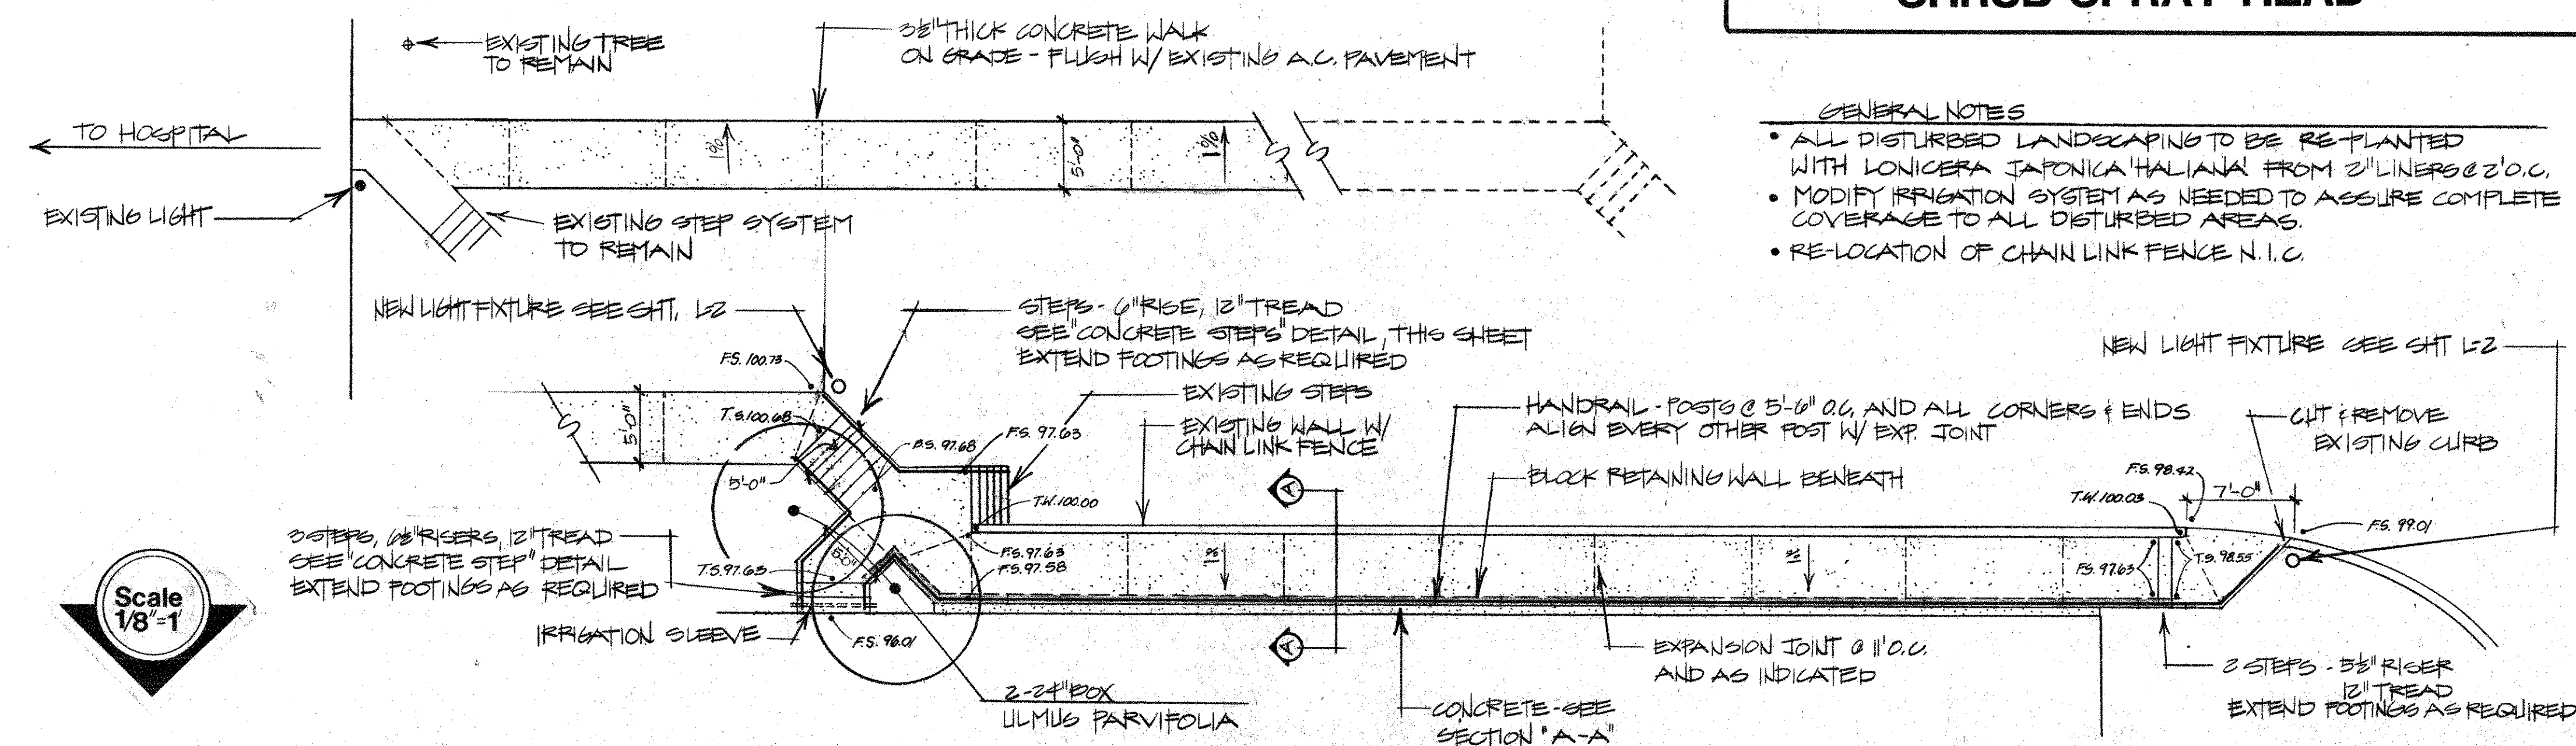 SHRUB SPRAY HEAD
EXISTING TREE
TO REMAIN
3½" THICK CONCRETE WALK
ON GRADE - FLUSH W/ EXISTING A.C. PAVEMENT
TO HOSPITAL
1%
5'-0"
1%
EXISTING LIGHT
EXISTING STEP SYSTEM
TO REMAIN
GENERAL NOTES
• ALL DISTURBED LANDSCAPING TO BE RE-PLANTED
WITH LONICERA JAPONICA 'HALIANA' FROM 2" LINERS @ 2' O.C.
• MODIFY IRRIGATION SYSTEM AS NEEDED TO ASSURE COMPLETE
COVERAGE TO ALL DISTURBED AREAS.
• RE-LOCATION OF CHAIN LINK FENCE N.I.C.
NEW LIGHT FIXTURE SEE SHT. L-2
STEPS - 6" RISE, 12" TREAD
SEE "CONCRETE STEPS" DETAIL, THIS SHEET
EXTEND FOOTINGS AS REQUIRED
NEW LIGHT FIXTURE SEE SHT L-2
F.S. 100.73
EXISTING STEPS
EXISTING WALL W/
CHAIN LINK FENCE
HANDRAIL - POSTS @ 5'-6" O.C. AND ALL CORNERS & ENDS
ALIGN EVERY OTHER POST W/ EXP. JOINT
CUT & REMOVE
EXISTING CURB
5'-0"
T.S. 100.68
B.S. 97.68
F.S. 97.63
5'-0"
T.W. 100.00
A
BLOCK RETAINING WALL BENEATH
F.S. 98.42
T.W. 100.03
7'-0"
F.S. 99.01
3 STEPS, 6½" RISERS, 12" TREAD
SEE "CONCRETE STEP" DETAIL
EXTEND FOOTINGS AS REQUIRED
T.S. 97.63
5'-0"
F.S. 97.63
F.S. 97.58
F.S. 97.63
T.S. 98.55
Scale
1/8"=1'
IRRIGATION SLEEVE
F.S. 96.01
A
EXPANSION JOINT @ 11' O.C.
AND AS INDICATED
2 STEPS - 5½" RISER
12" TREAD
EXTEND FOOTINGS AS REQUIRED
2-24" BOX
ULMUS PARVIFOLIA
CONCRETE - SEE
SECTION "A-A"